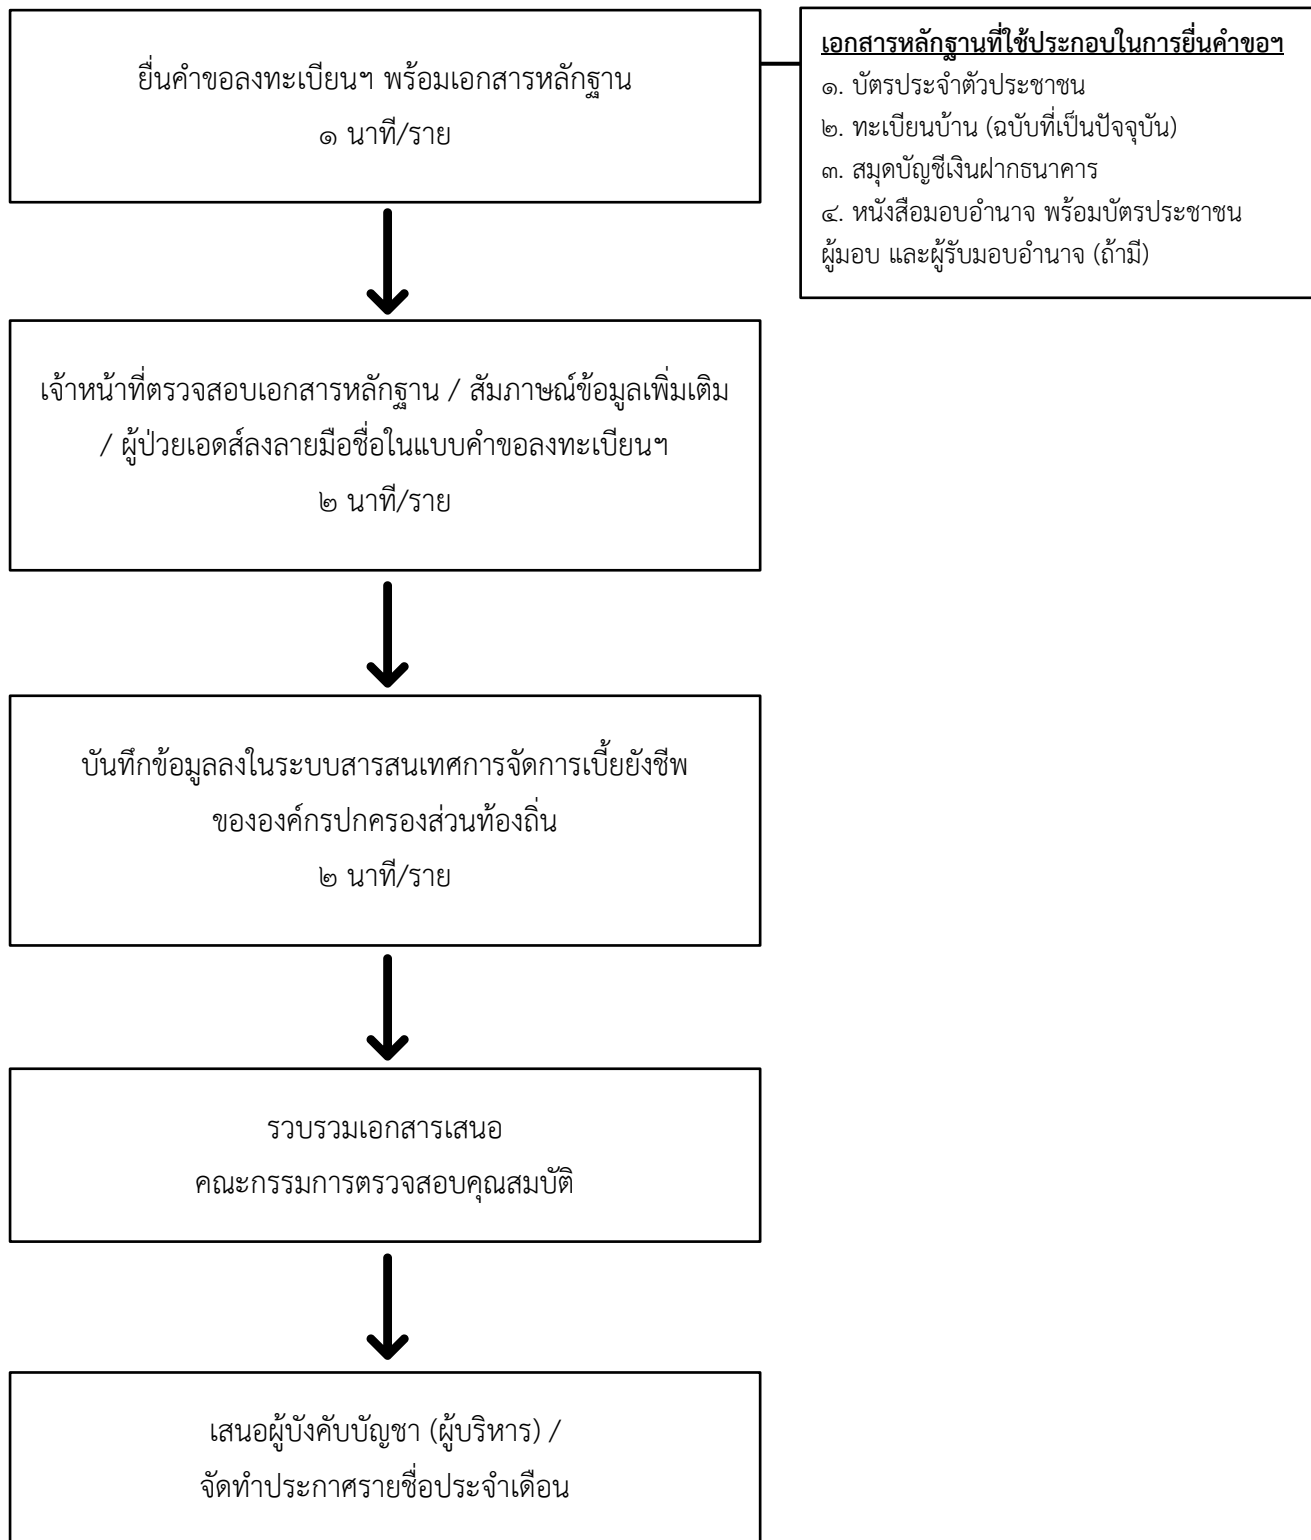 ยื่นคำขอลงทะเบียนฯ พร้อมเอกสารหลักฐาน
๑ นาที/ราย
เอกสารหลักฐานที่ใช้ประกอบในการยื่นคำขอฯ
๑. บัตรประจำตัวประชาชน
๒. ทะเบียนบ้าน (ฉบับที่เป็นปัจจุบัน)
๓. สมุดบัญชีเงินฝากธนาคาร
๔. หนังสือมอบอำนาจ พร้อมบัตรประชาชน
ผู้มอบ และผู้รับมอบอำนาจ (ถ้ามี)
เจ้าหน้าที่ตรวจสอบเอกสารหลักฐาน / สัมภาษณ์ข้อมูลเพิ่มเติม
/ ผู้ป่วยเอดส์ลงลายมือชื่อในแบบคำขอลงทะเบียนฯ
๒ นาที/ราย
บันทึกข้อมูลลงในระบบสารสนเทศการจัดการเบี้ยยังชีพ
ขององค์กรปกครองส่วนท้องถิ่น
๒ นาที/ราย
รวบรวมเอกสารเสนอ
คณะกรรมการตรวจสอบคุณสมบัติ
เสนอผู้บังคับบัญชา (ผู้บริหาร) /
จัดทำประกาศรายชื่อประจำเดือน